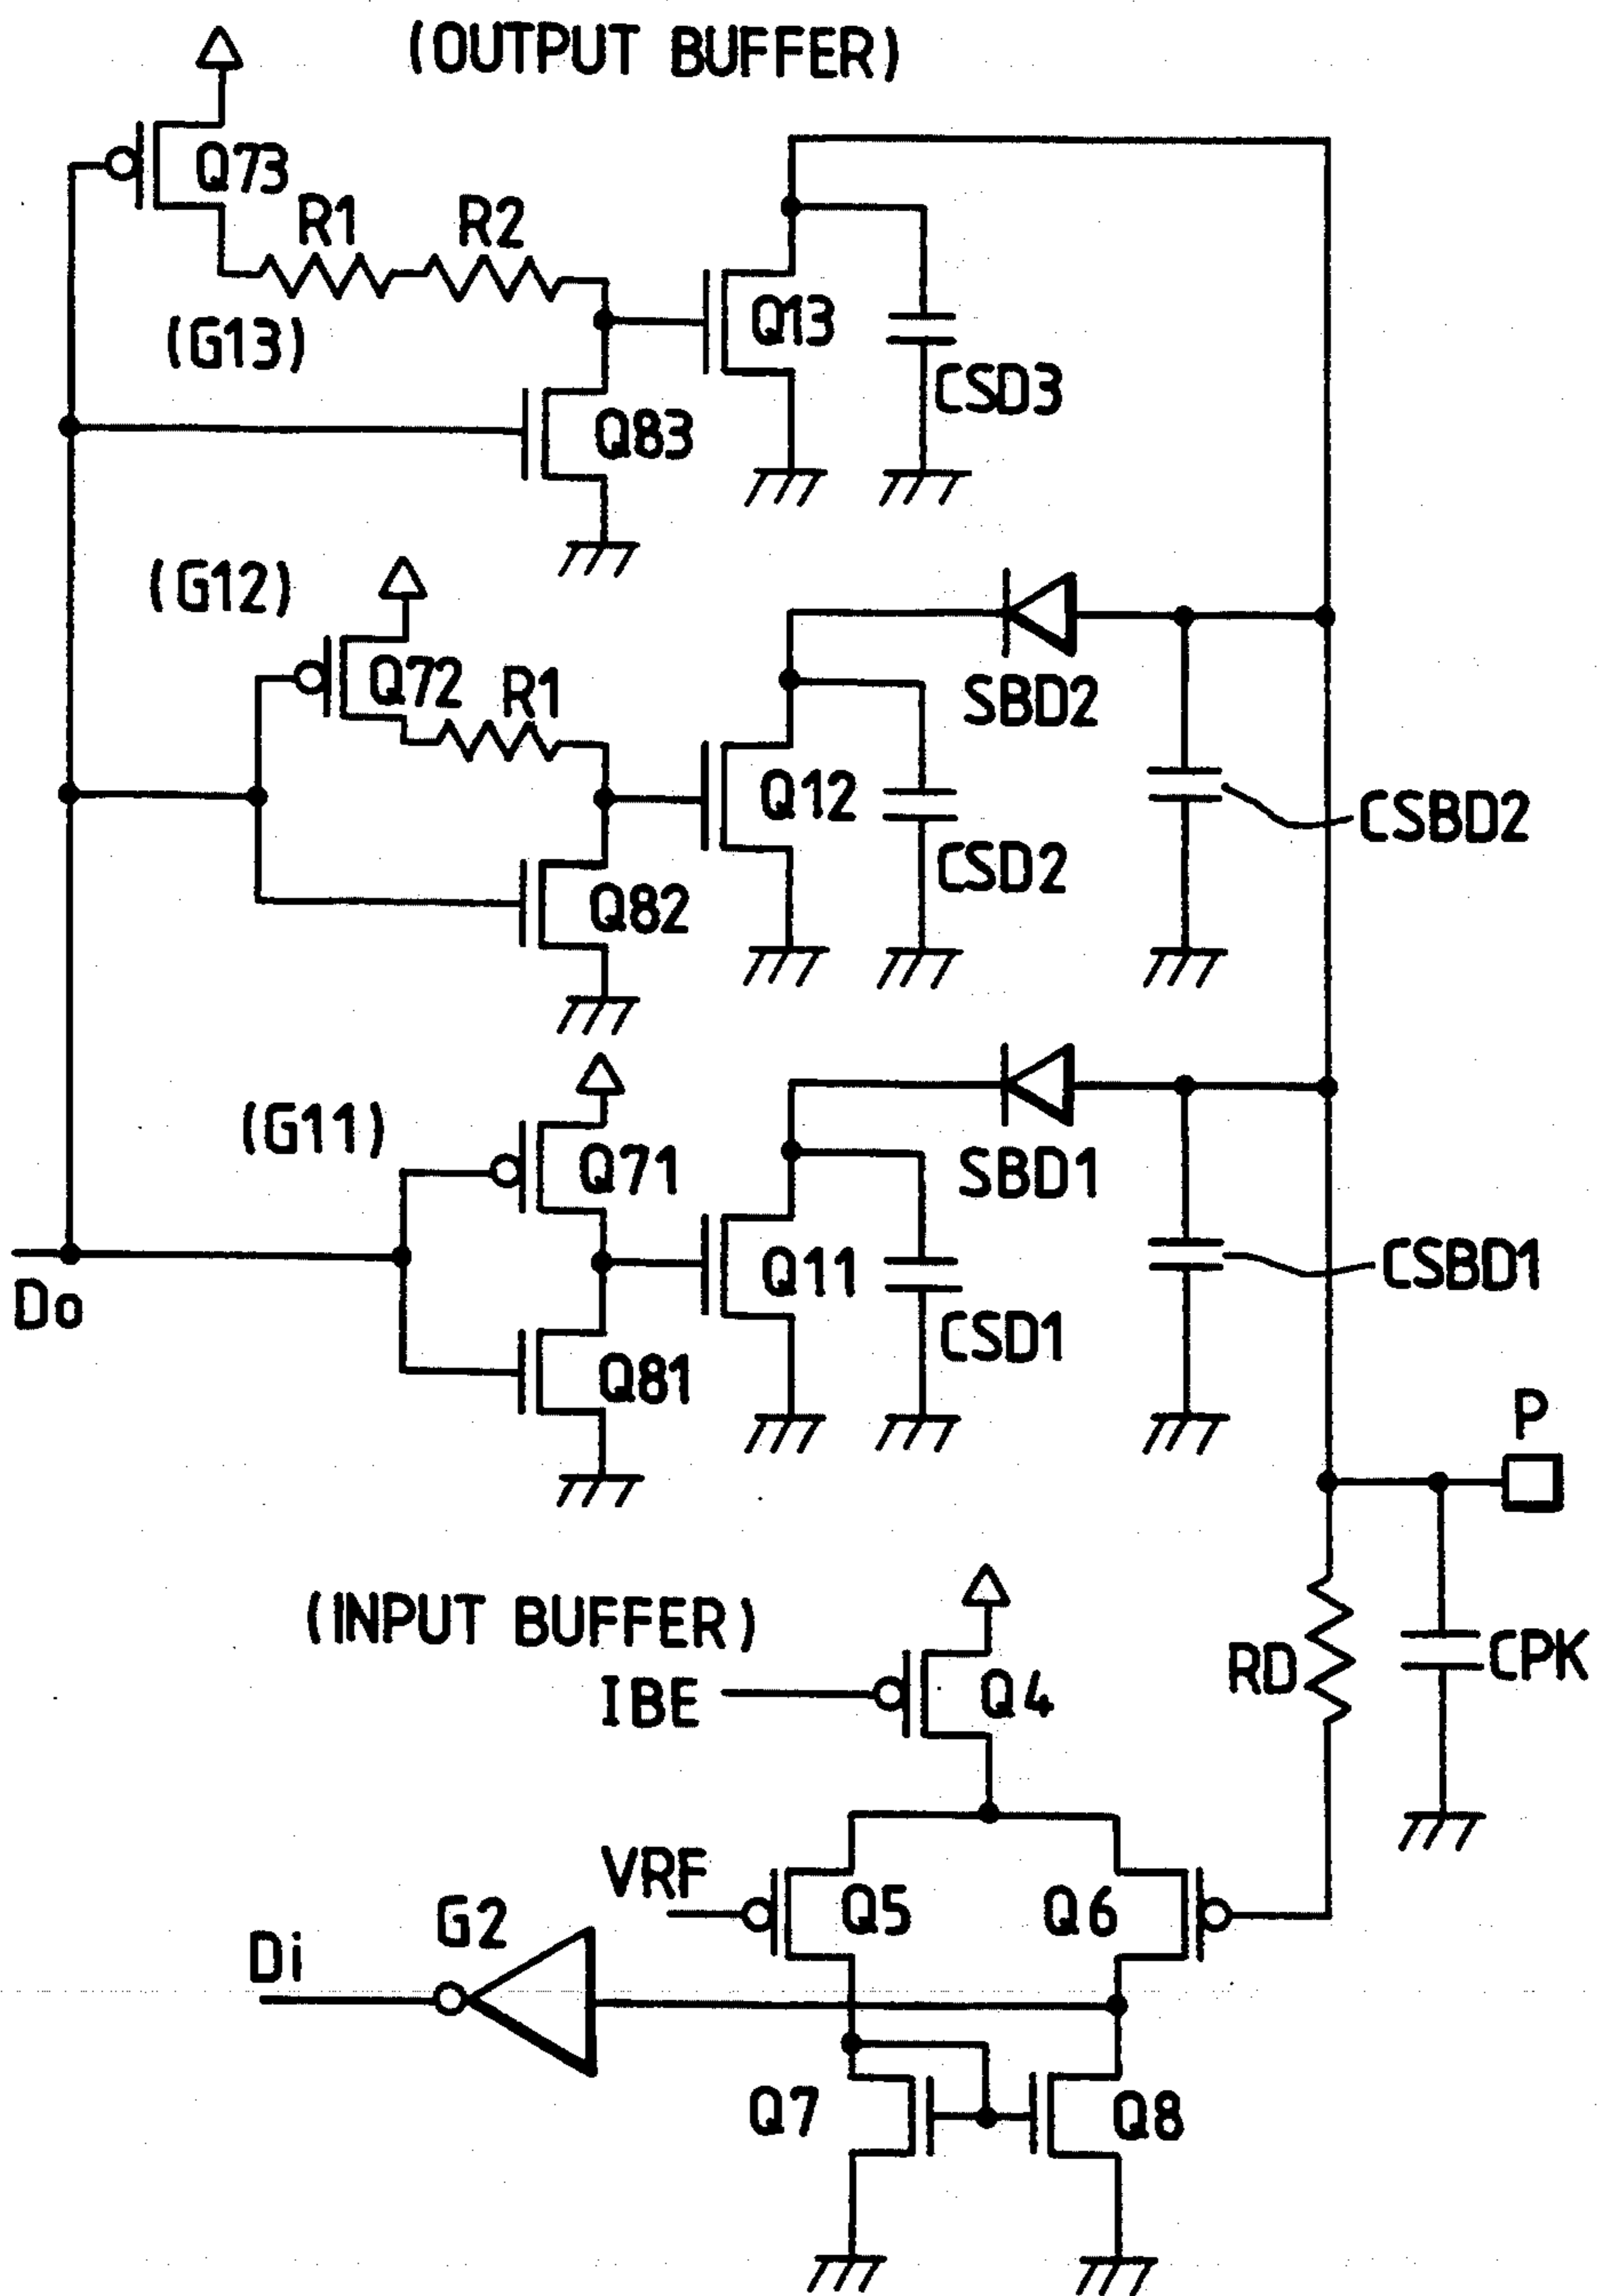 (OUTPUT BUFFER)
Q73
R1
R2
(G13)
Q13
CSD3
Q83
(G12)
Q72
R1
SBD2
Q12
CSBD2
CSD2
Q82
(G11)
Q71
SBD1
Q11
CSBD1
Do
CSD1
Q81
P
(INPUT BUFFER)
IBE
Q4
RD
CPK
VRF
Q5
Q6
G2
Di
Q7
Q8